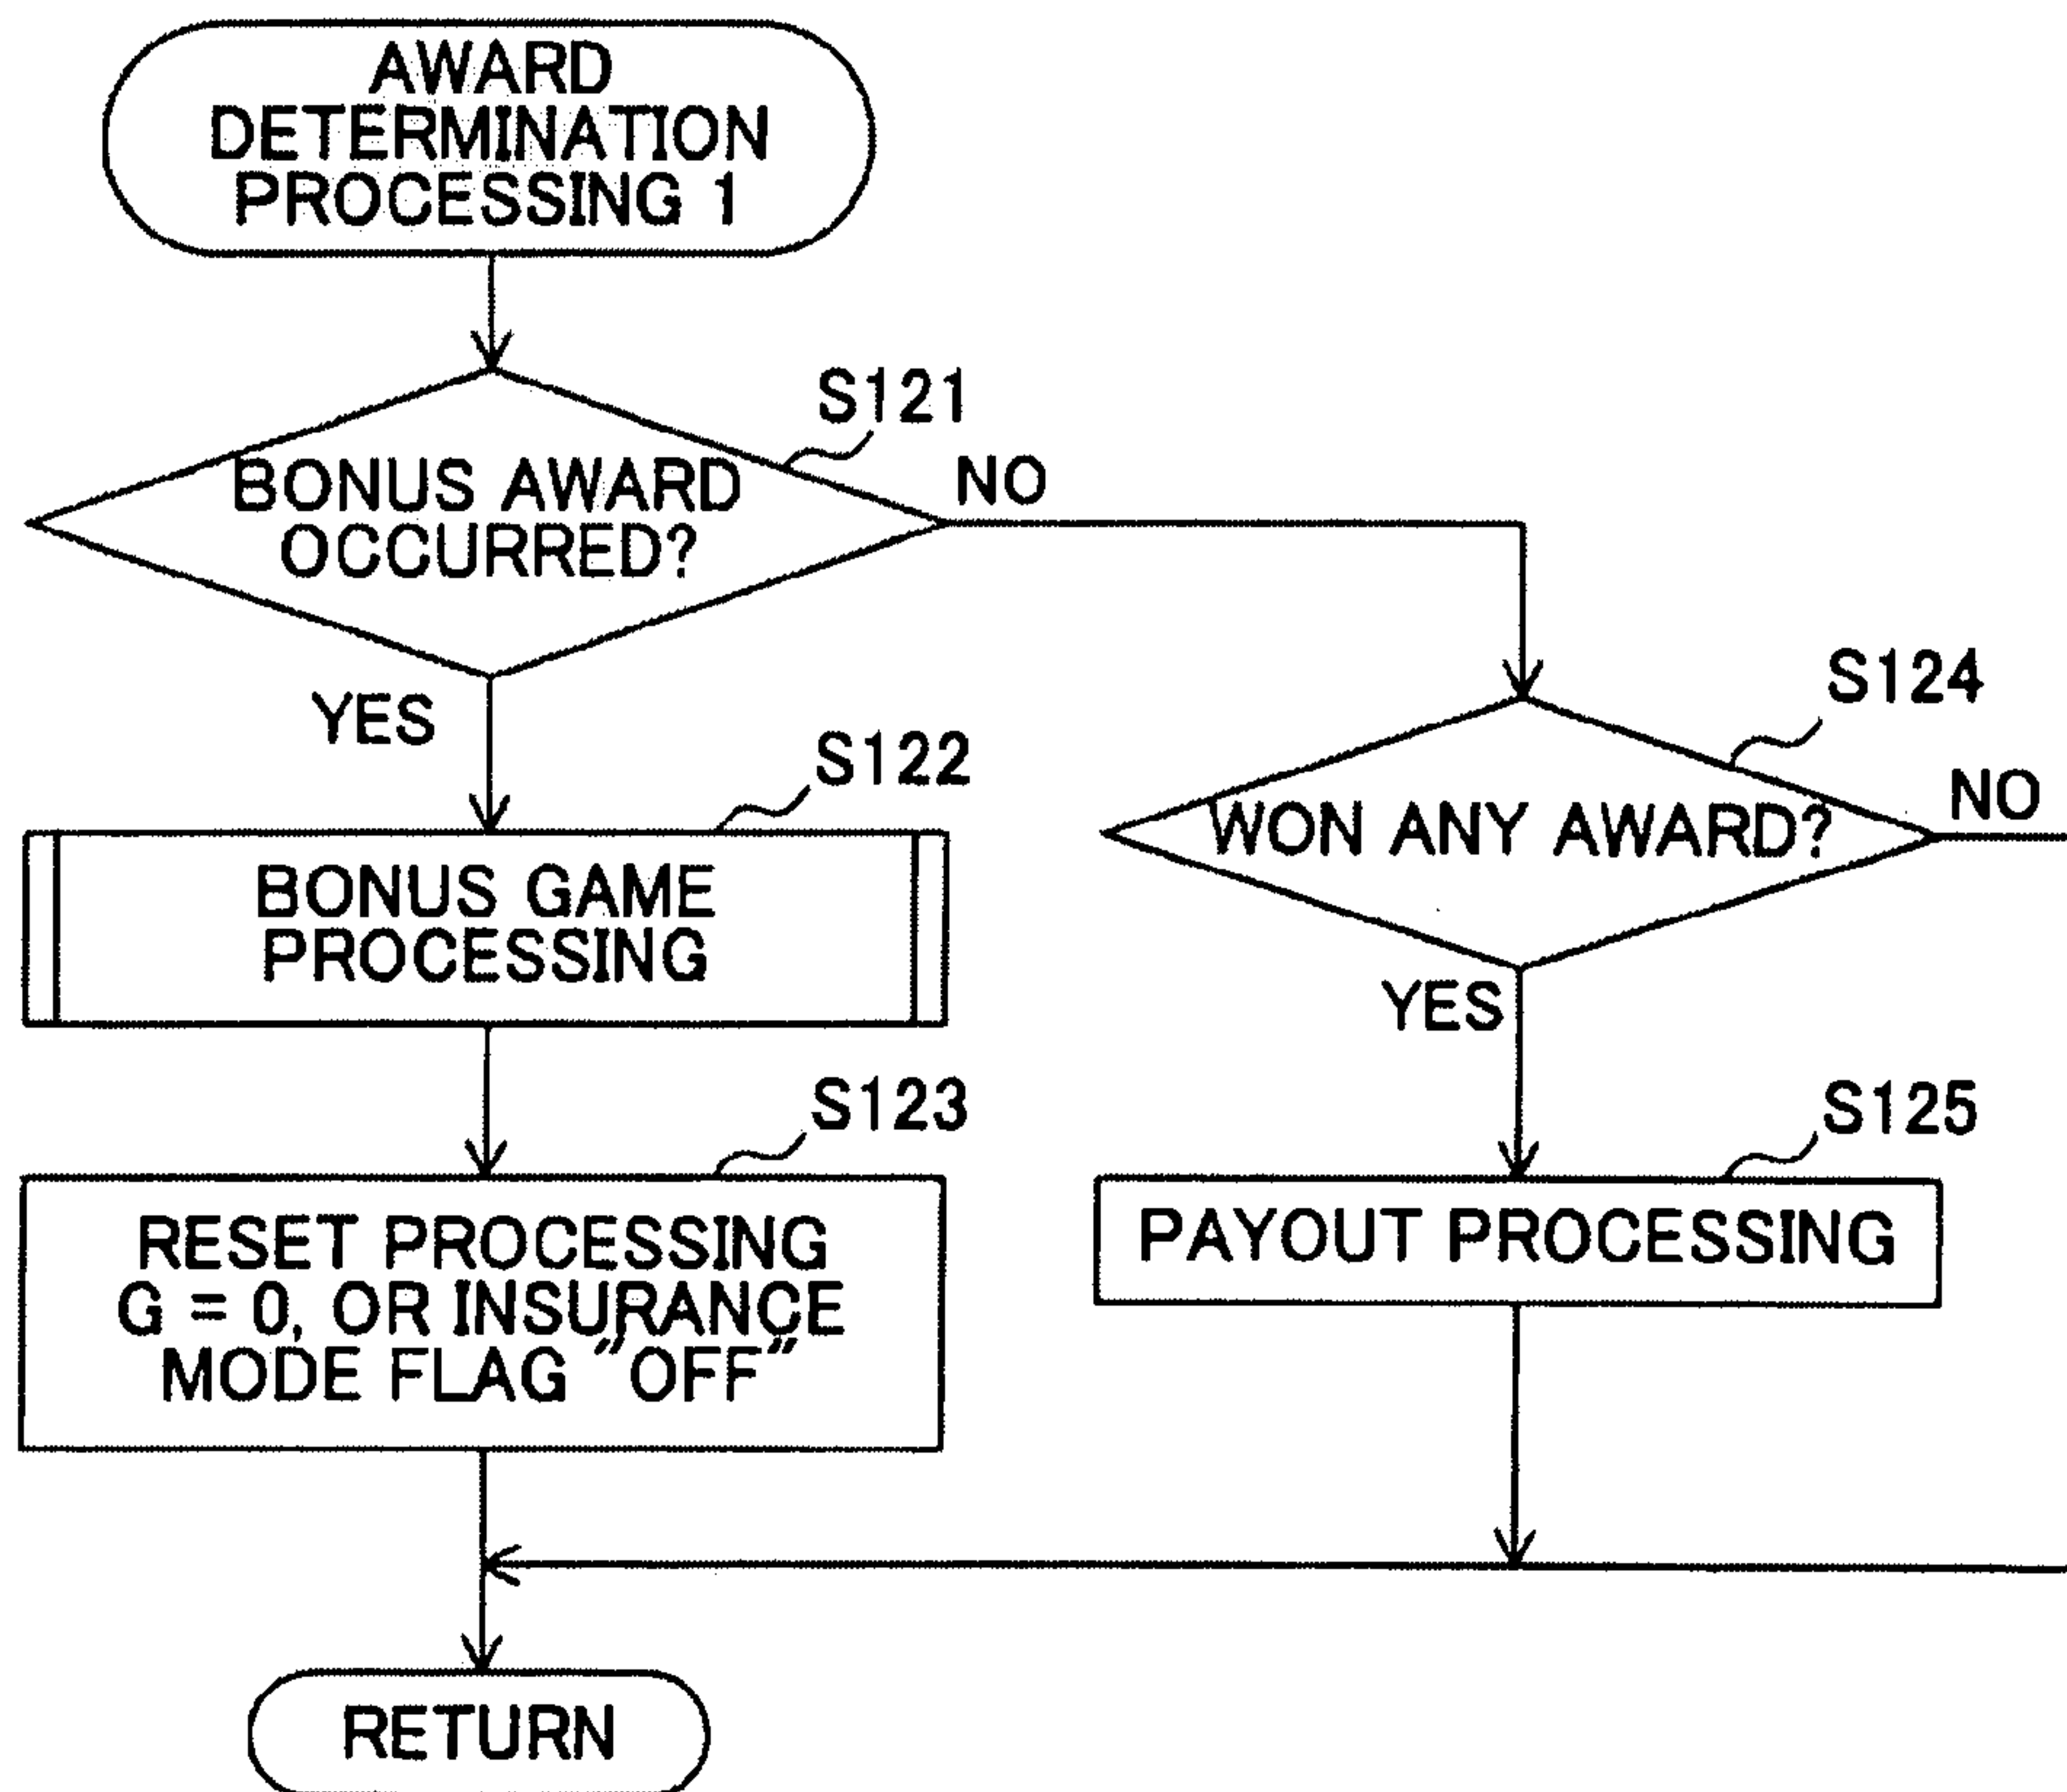 AWARD
DETERMINATION
PROCESSING 1
S121
BONUS AWARD
OCCURRED?
NO
YES
S122
BONUS GAME
PROCESSING
S123
RESET PROCESSING
G = 0, OR INSURANCE
MODE FLAG "OFF"
S124
WON ANY AWARD?
NO
YES
S125
PAYOUT PROCESSING
RETURN